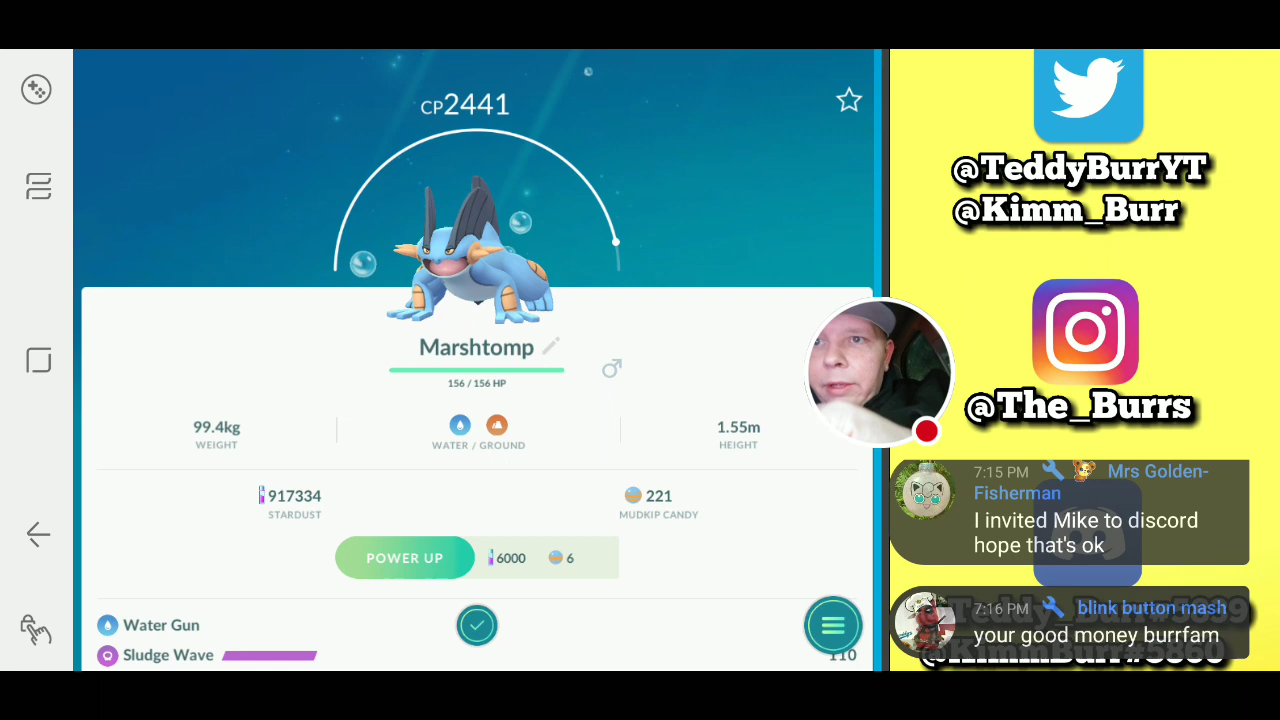 CP2441
Marshtomp
156 / 156 HP
99.4kg
WEIGHT
WATER / GROUND
1.55m
HEIGHT
917334
STARDUST
221
MUDKIP CANDY
POWER UP 6000 6
Water Gun
Sludge Wave
110
@TeddyBurrYT
@Kimm_Burr
@The_Burrs
7:15 PM Mrs Golden-
Fisherman
I invited Mike to discord
hope that's ok
7:16 PM blink button mash
your good money burrfam